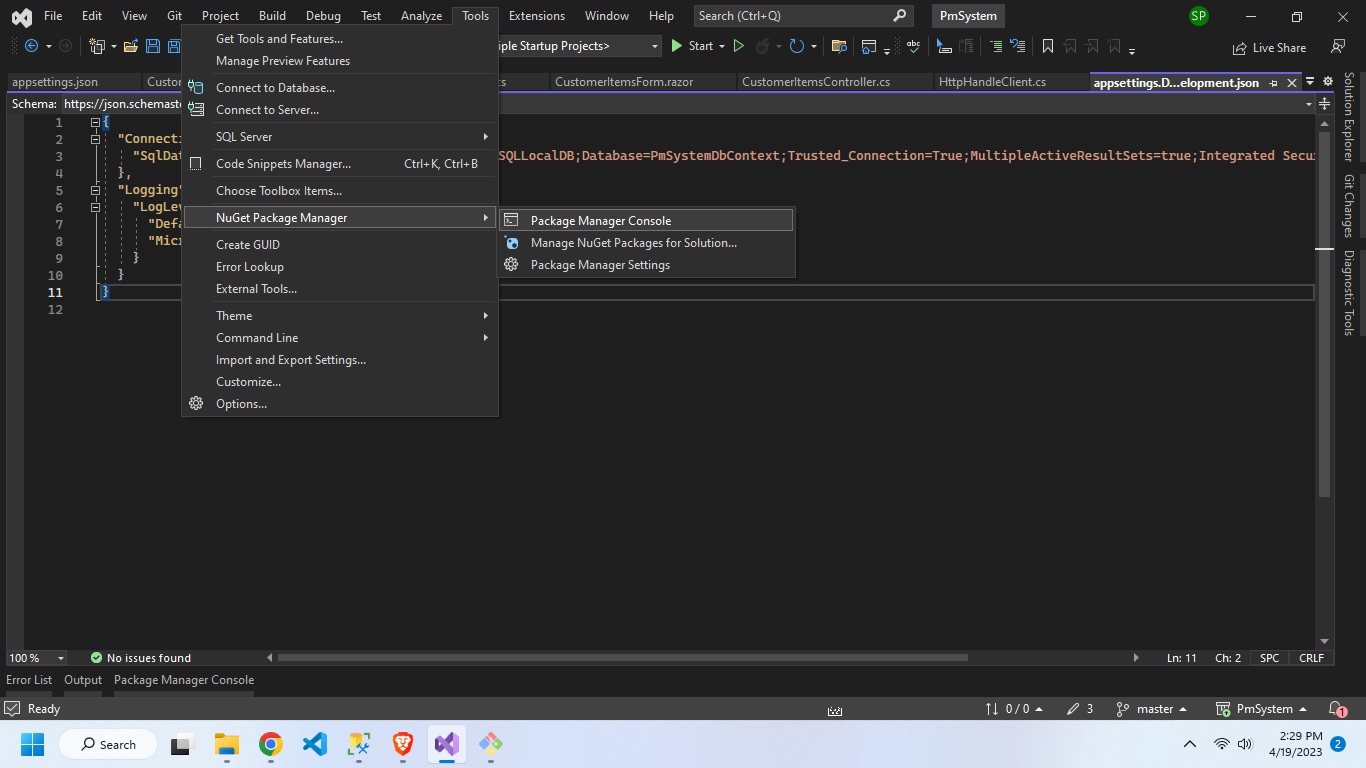 File Edit View Git Project Build Debug Test Analyze Tools Extensions Window Help Search (Ctrl+Q) PmSystem SP
iple Startup Projects> Start Live Share
appsettings.json Custor s CustomerItemsForm.razor CustomerItemsController.cs HttpHandleClient.cs appsettings.D...elopment.json
Schema: https://json.schemasto
Get Tools and Features...
Manage Preview Features
Connect to Database...
Connect to Server...
SQL Server
Code Snippets Manager... Ctrl+K, Ctrl+B
Choose Toolbox Items...
NuGet Package Manager
Create GUID
Error Lookup
External Tools...
Theme
Command Line
Import and Export Settings...
Customize...
Options...
Package Manager Console
Manage NuGet Packages for Solution...
Package Manager Settings
1 {
2 "Connecti
3 "SqlDat SQLLocalDB;Database=PmSystemDbContext;Trusted_Connection=True;MultipleActiveResultSets=true;Integrated Secu
4 },
5 "Logging"
6 "LogLev
7 "Defa
8 "Micr
9 }
10 }
11 }
12
Solution Explorer
Git Changes
Diagnostic Tools
100 % No issues found Ln: 11 Ch: 2 SPC CRLF
Error List Output Package Manager Console
Ready 0 / 0 3 master PmSystem 1
Search 2:29 PM
4/19/2023 2